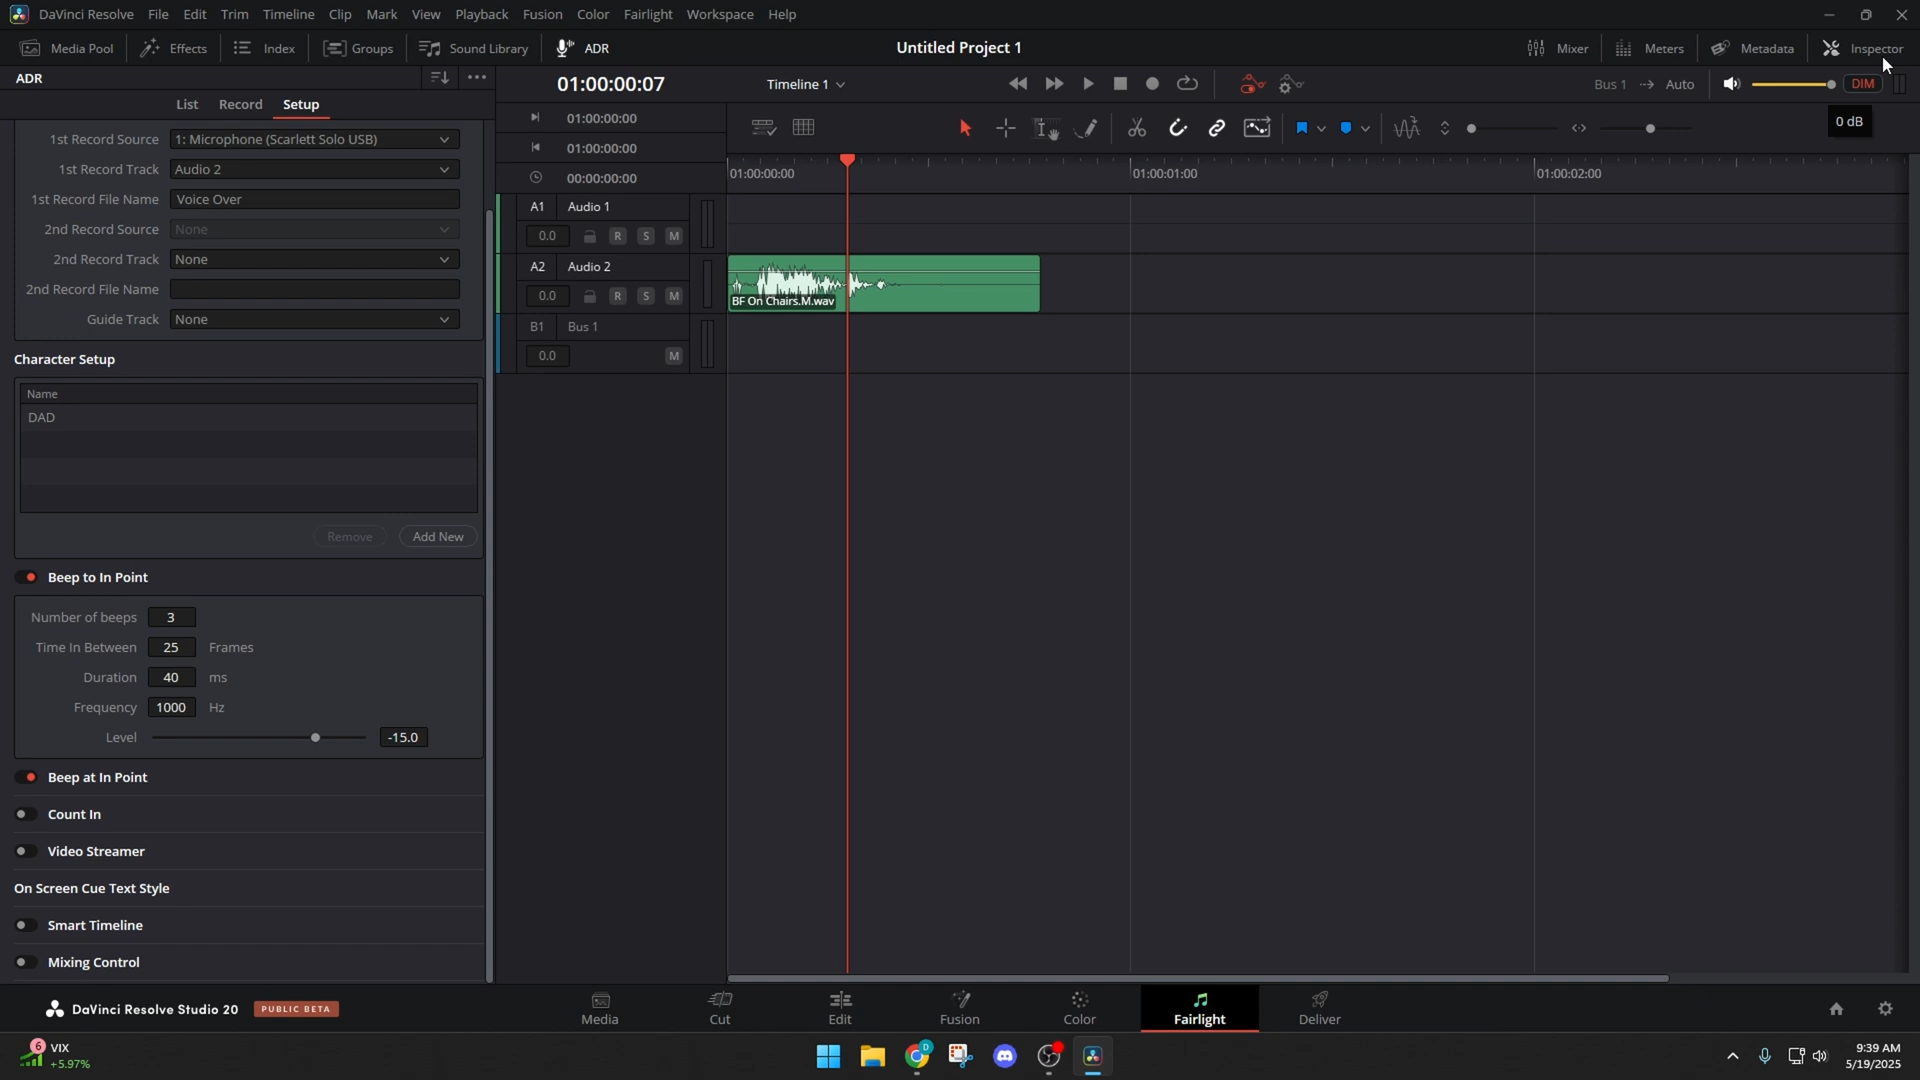 DaVinci Resolve File Edit Trim Timeline Clip Mark View Playback Fusion Color Fairlight Workspace Help
Media Pool Effects Index Groups Sound Library ADR Untitled Project 1 Mixer Meters Metadata Inspector
ADR 01:00:00:07 Timeline 1 Bus 1 Auto DIM
List Record Setup
0 dB
1st Record Source 1: Microphone (Scarlett Solo USB)
1st Record Track Audio 2
1st Record File Name Voice Over
2nd Record Source None
2nd Record Track None
2nd Record File Name
Guide Track None
Character Setup
Name
DAD
Remove Add New
Beep to In Point
Number of beeps 3
Time In Between 25 Frames
Duration 40 ms
Frequency 1000 Hz
Level -15.0
Beep at In Point
Count In
Video Streamer
On Screen Cue Text Style
Smart Timeline
Mixing Control
01:00:00:00
01:00:00:00
00:00:00:00
01:00:00:00 01:00:01:00 01:00:02:00
A1 Audio 1
0.0 R S M
A2 Audio 2
0.0 R S M
BF On Chairs.M.wav
B1 Bus 1
0.0 M
DaVinci Resolve Studio 20 PUBLIC BETA
Media Cut Edit Fusion Color Fairlight Deliver
6 VIX
+5.97%
D
9:39 AM
5/19/2025